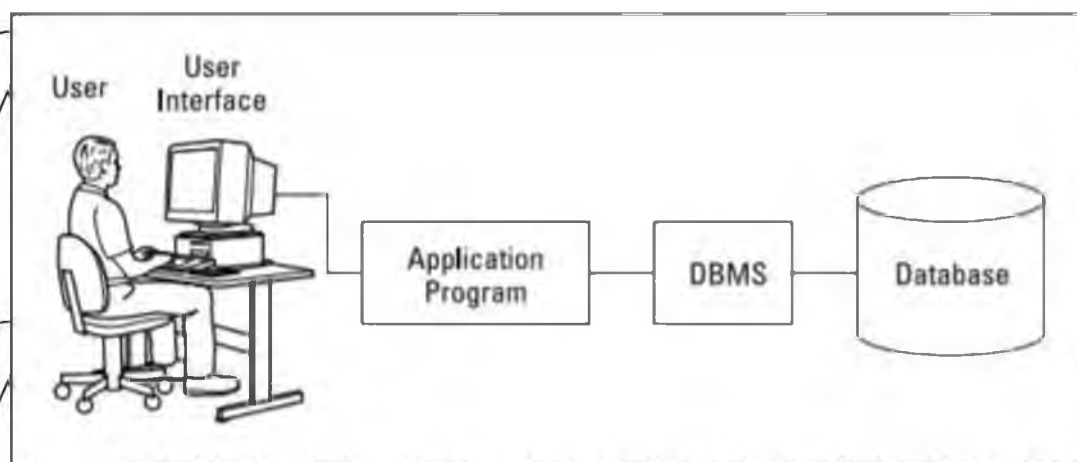 User
User
Interface
Application
Program
DBMS
Database